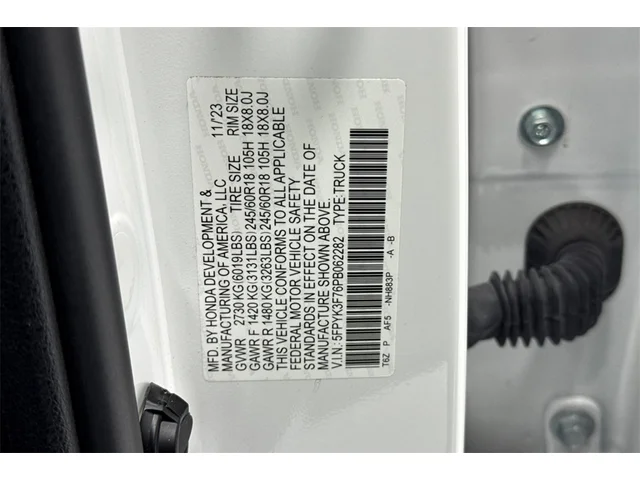 MFD. BY HONDA DEVELOPMENT & 11/'23
MANUFACTURING OF AMERICA, LLC.
GVWR 2730 KG(6019LBS) TIRE SIZE RIM SIZE
GAWR F 1420 KG(3131LBS) 245/60R18 105H 18X8.0J
GAWR R 1480 KG(3263LBS) 245/60R18 105H 18X8.0J
THIS VEHICLE CONFORMS TO ALL APPLICABLE
FEDERAL MOTOR VEHICLE SAFETY
STANDARDS IN EFFECT ON THE DATE OF
MANUFACTURE SHOWN ABOVE.
V.I.N: 5FPYK3F76PB062282 TYPE:TRUCK
T6Z P AF5 -NH883P -A -B